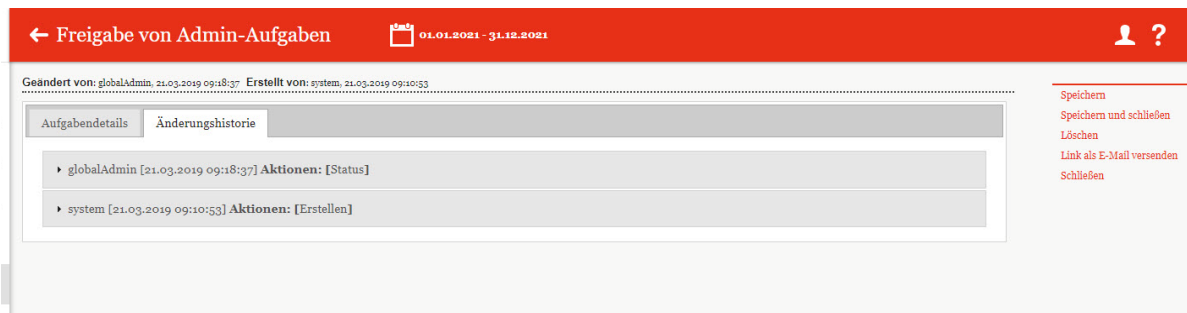 ← Freigabe von Admin-Aufgaben 01.01.2021 - 31.12.2021 ?
Geändert von: globalAdmin, 21.03.2019 09:18:37 Erstellt von: system, 21.03.2019 09:10:53
Aufgabendetails Änderungshistorie
globalAdmin [21.03.2019 09:18:37] Aktionen: [Status]
system [21.03.2019 09:10:53] Aktionen: [Erstellen]
Speichern
Speichern und schließen
Löschen
Link als E-Mail versenden
Schließen